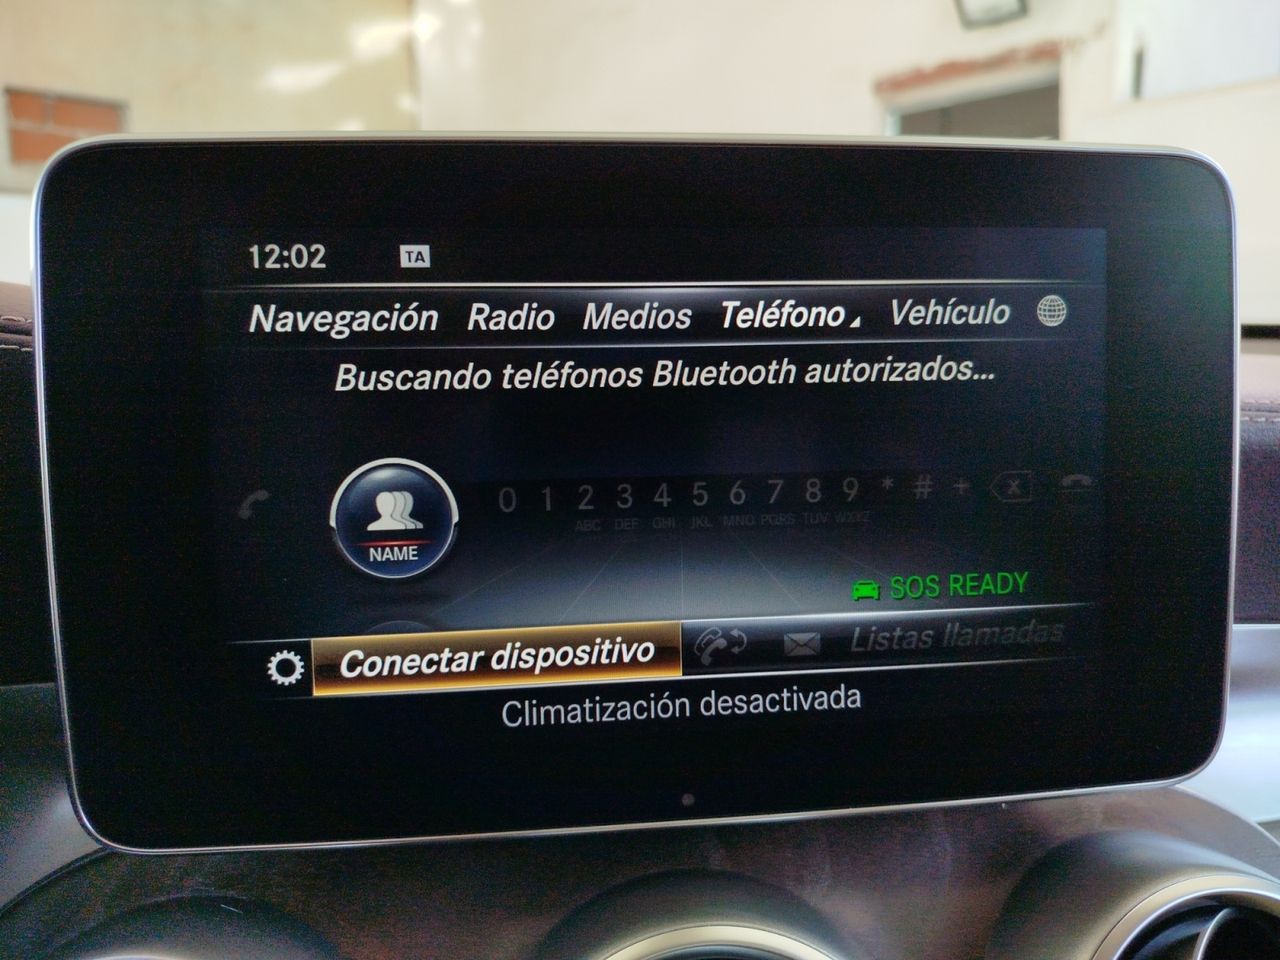 12:02 TA
Navegación Radio Medios Teléfono Vehículo
Buscando teléfonos Bluetooth autorizados...
0 1 2 3 4 5 6 7 8 9 * # + X
ABC DEF GHI JKL MNO PQRS TUV WXYZ
NAME
SOS READY
Conectar dispositivo Listas llamadas
Climatización desactivada